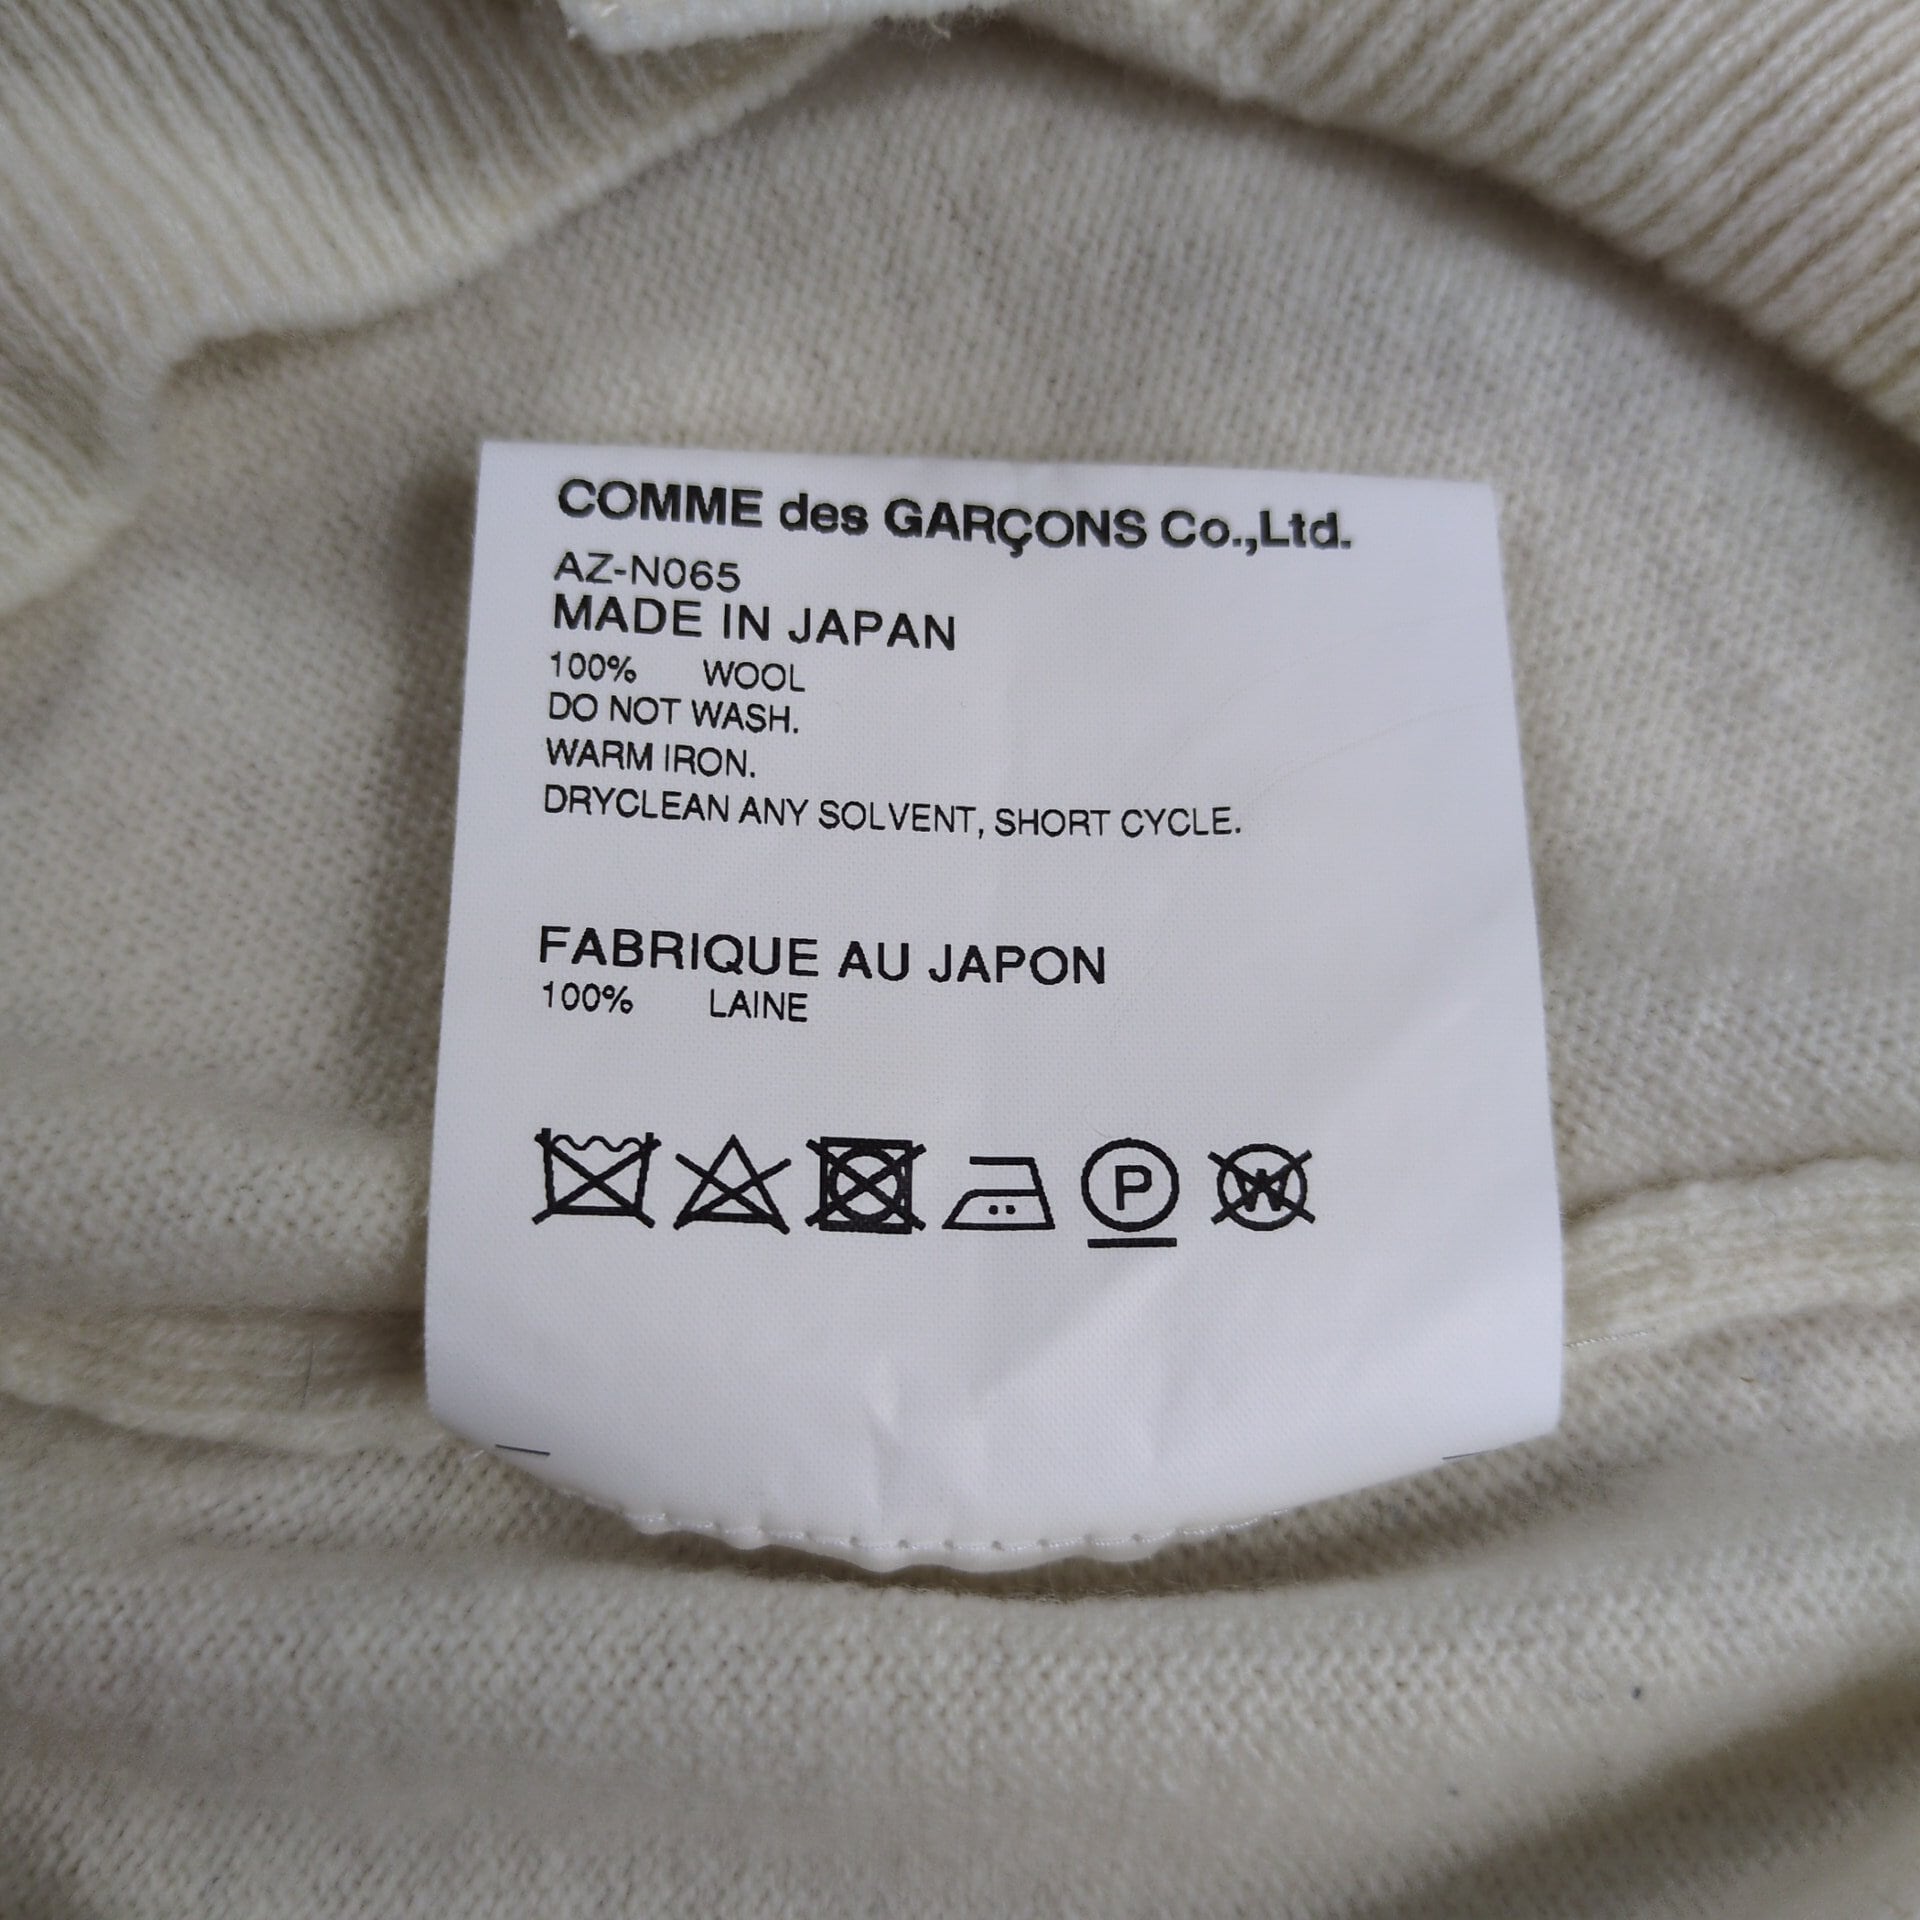 COMME des GARÇONS Co.,Ltd.
AZ-N065
MADE IN JAPAN
100% WOOL
DO NOT WASH.
WARM IRON.
DRYCLEAN ANY SOLVENT, SHORT CYCLE.
FABRIQUE AU JAPON
100% LAINE
P W